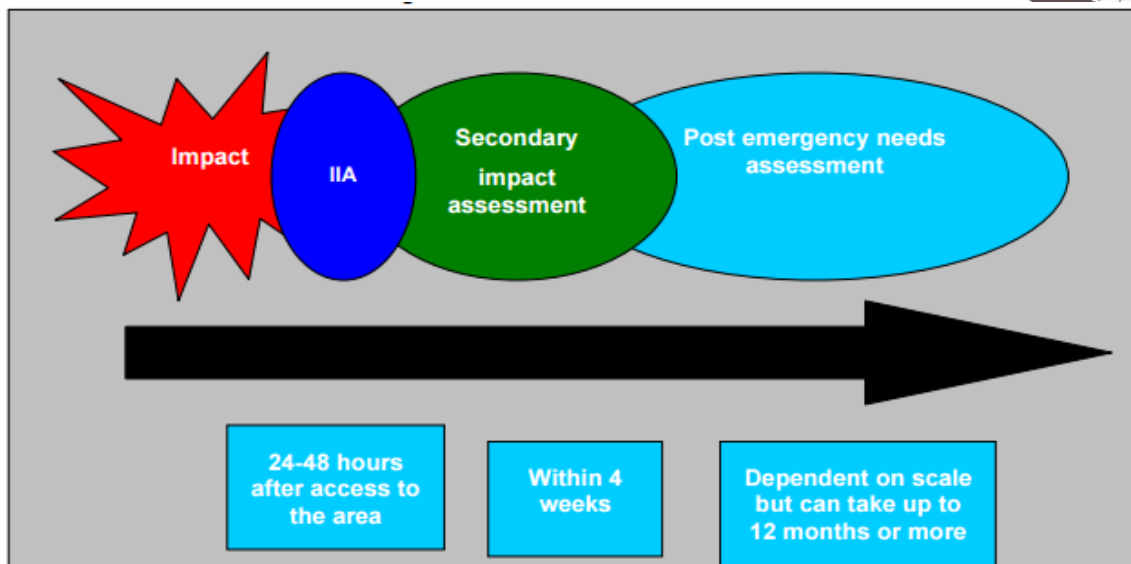 Impact
IIA
Secondary
impact
assessment
Post emergency needs
assessment
24-48 hours
after access to
the area
Within 4
weeks
Dependent on scale
but can take up to
12 months or more